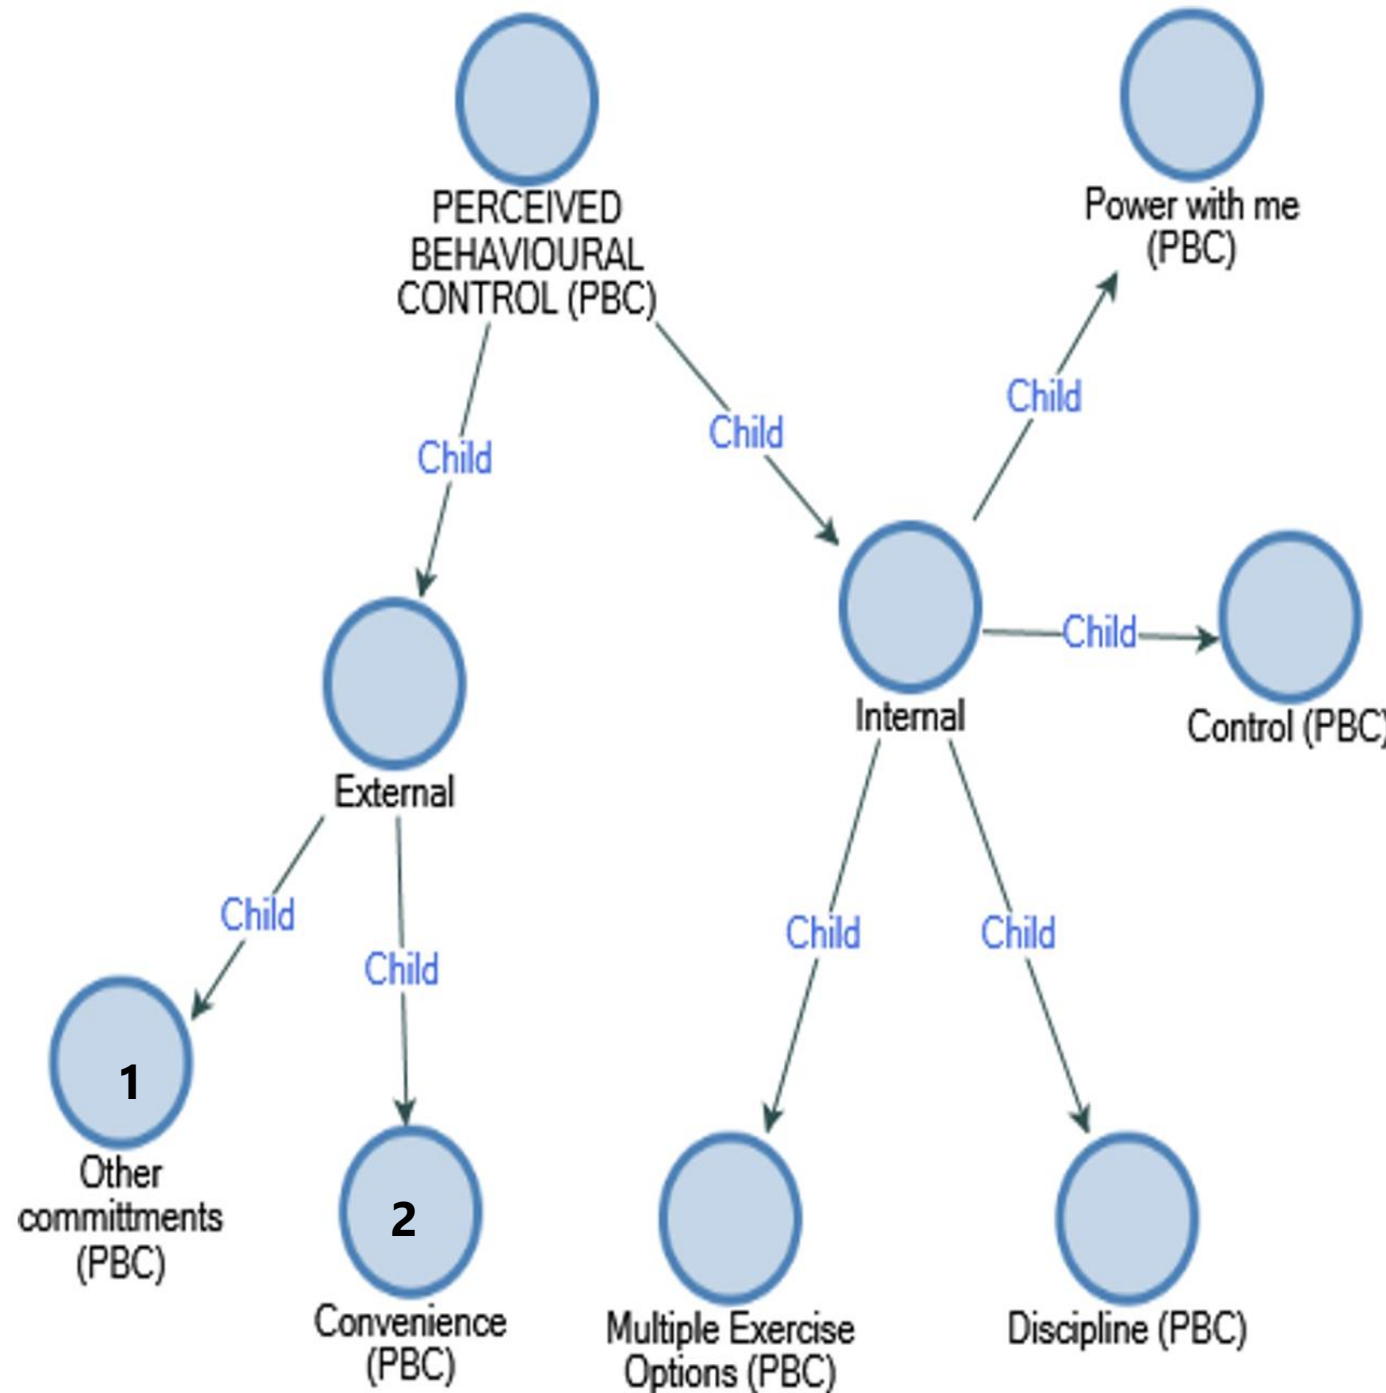 PERCEIVED
BEHAVIOURAL
CONTROL (PBC)
Power with me
(PBC)
Child
Child
Child
Child
Internal
Control (PBC)
External
Child
Child
Child
Child
1
2
Other
committments
(PBC)
Convenience
(PBC)
Multiple Exercise
Options (PBC)
Discipline (PBC)